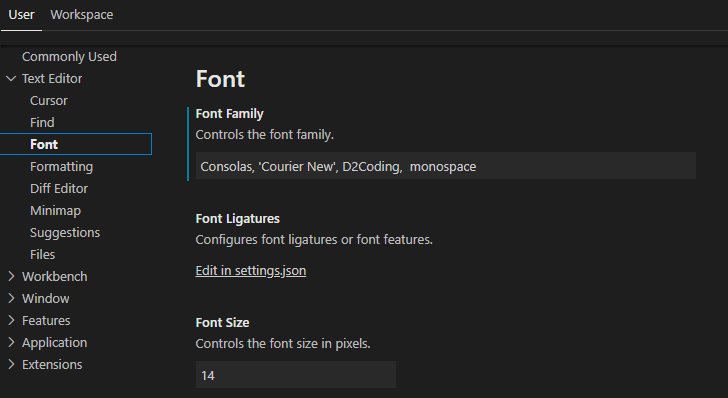 User Workspace
Commonly Used
Text Editor
Cursor
Find
Font
Formatting
Diff Editor
Minimap
Suggestions
Files
Workbench
Window
Features
Application
Extensions
Font
Font Family
Controls the font family.
Consolas, 'Courier New', D2Coding,  monospace
Font Ligatures
Configures font ligatures or font features.
Edit in settings.json
Font Size
Controls the font size in pixels.
14